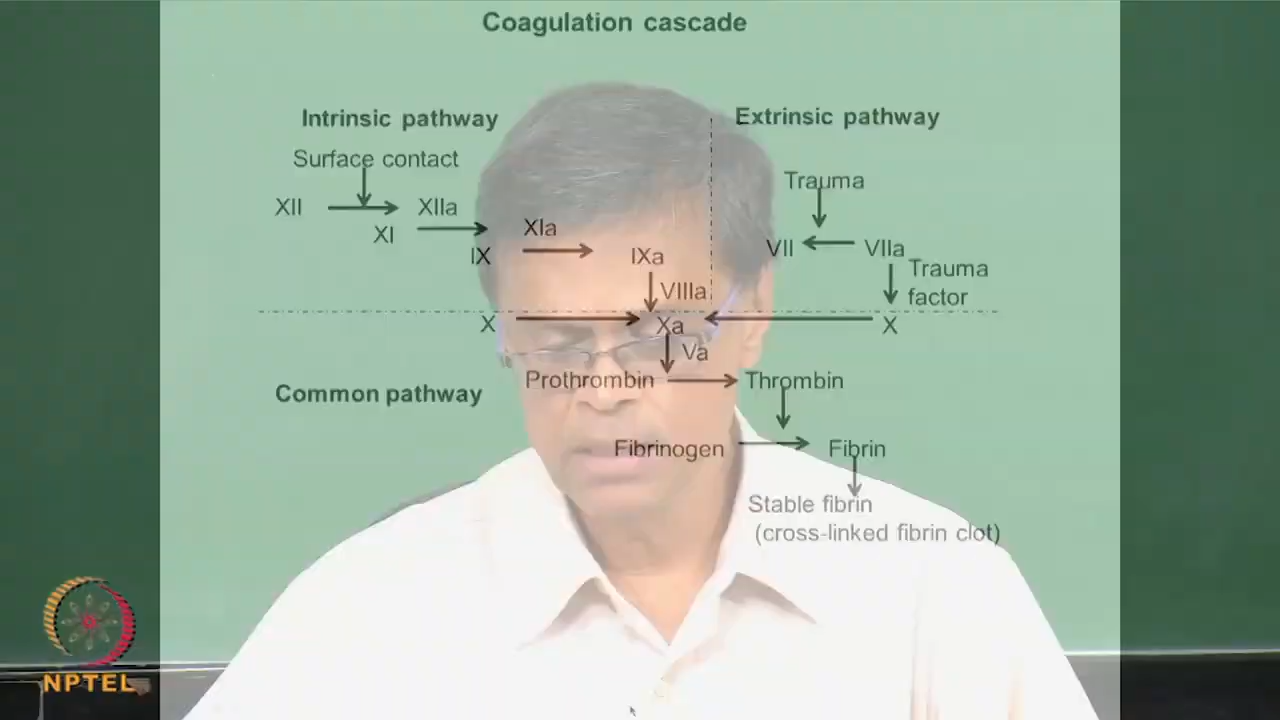 Coagulation cascade
Intrinsic pathway
Extrinsic pathway
Surface contact
Trauma
XII
XIIa
XI
XIa
IX
IXa
VII
VIIa
Trauma
factor
VIIIa
X
Xa
X
Va
Common pathway
Prothrombin
Thrombin
Fibrinogen
Fibrin
Stable fibrin
(cross-linked fibrin clot)
NPTEL